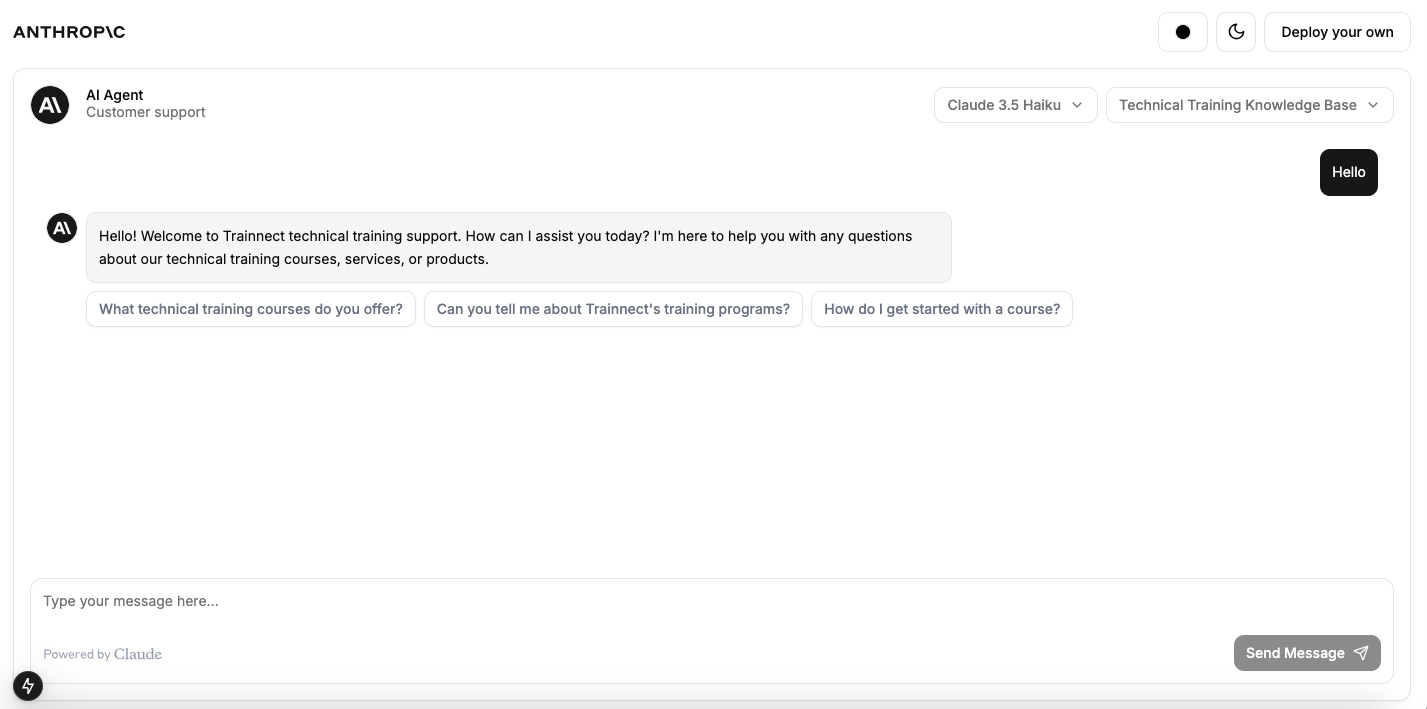 ANTHROP\C
Deploy your own
AI Agent
Customer support
Claude 3.5 Haiku
Technical Training Knowledge Base
Hello
Hello! Welcome to Trainnect technical training support. How can I assist you today? I'm here to help you with any questions
about our technical training courses, services, or products.
What technical training courses do you offer?
Can you tell me about Trainnect's training programs?
How do I get started with a course?
Type your message here...
Powered by Claude
Send Message